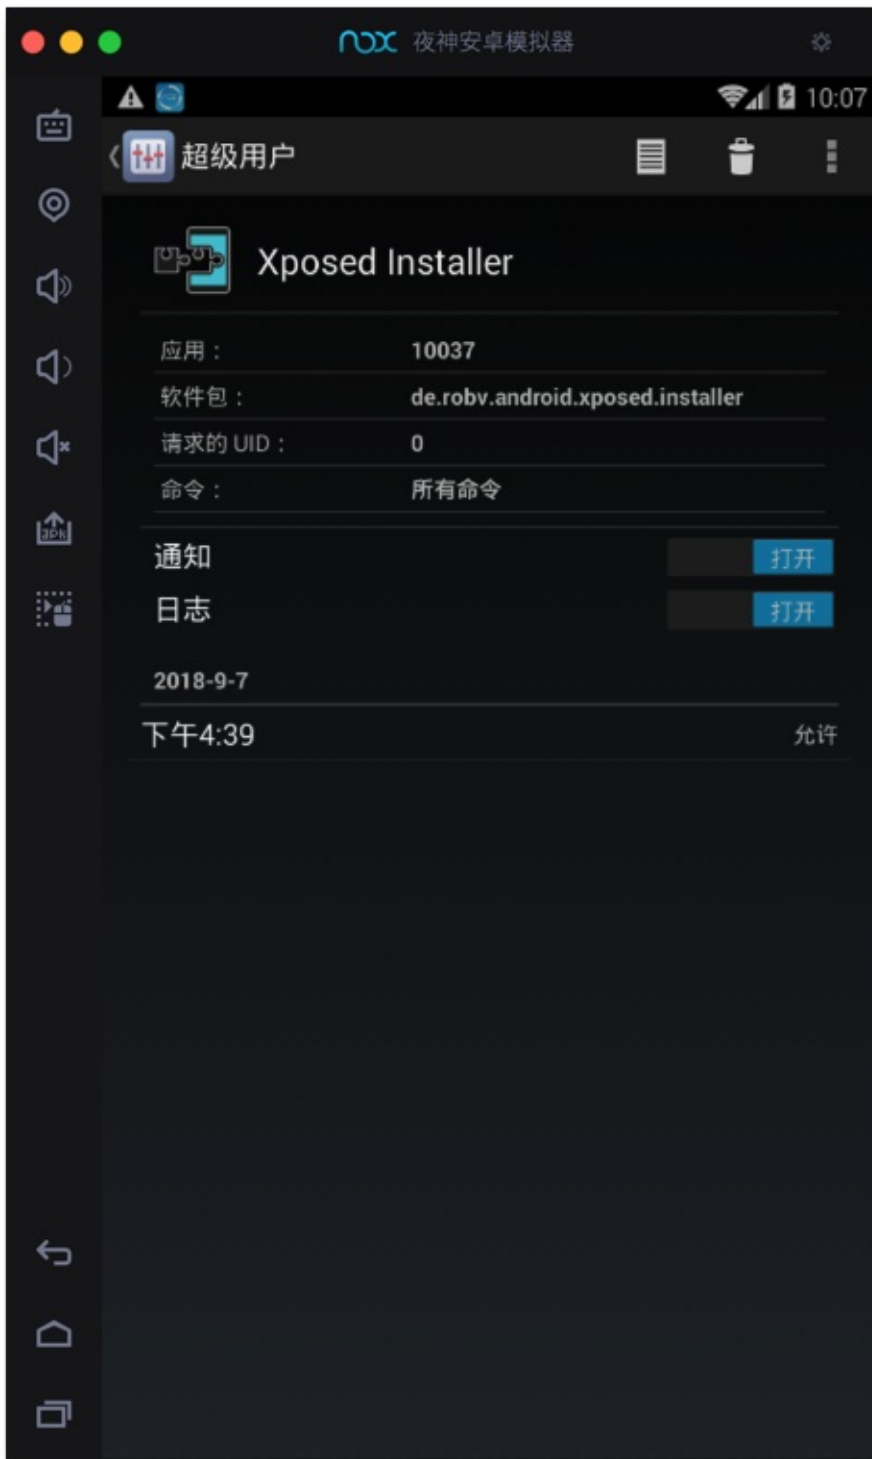 nox 夜神安卓模拟器
10:07
超级用户
Xposed Installer
应用： 10037
软件包： de.robv.android.xposed.installer
请求的 UID： 0
命令： 所有命令
通知 打开
日志 打开
2018-9-7
下午4:39 允许